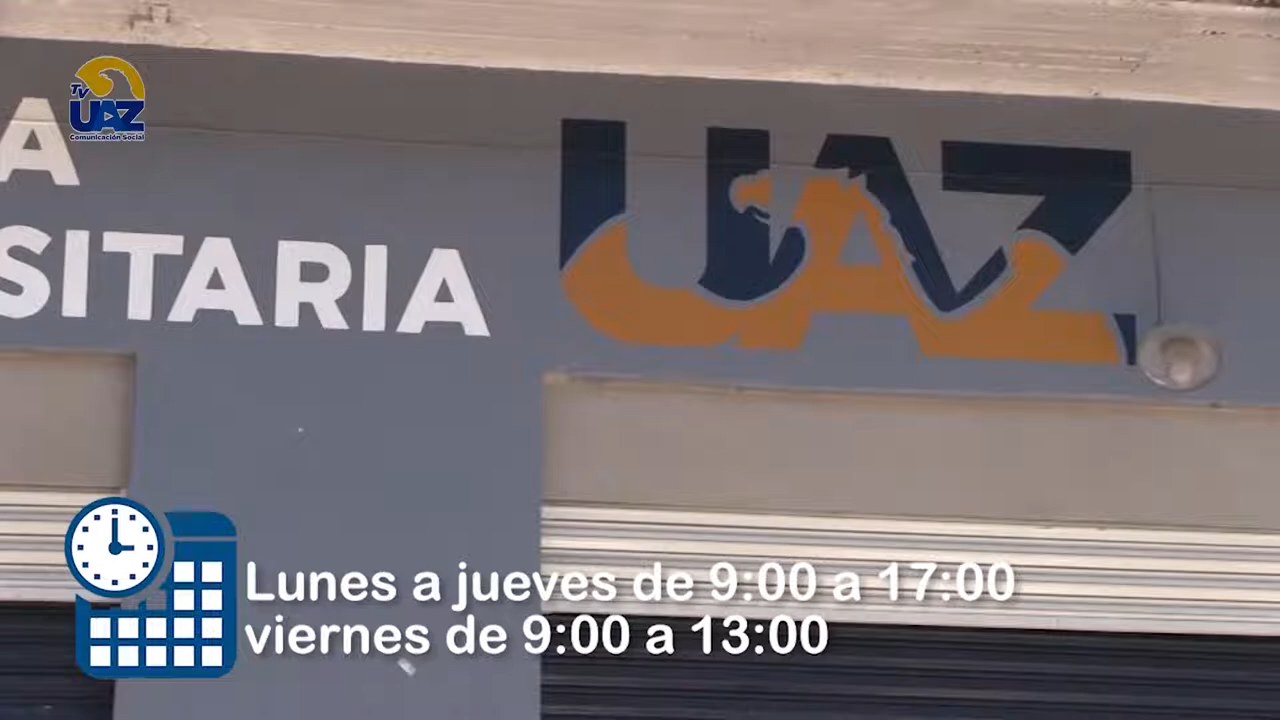 TV
UAZ
Comunicación Social
A
SITARIA
UAZ
Lunes a jueves de 9:00 a 17:00
viernes de 9:00 a 13:00